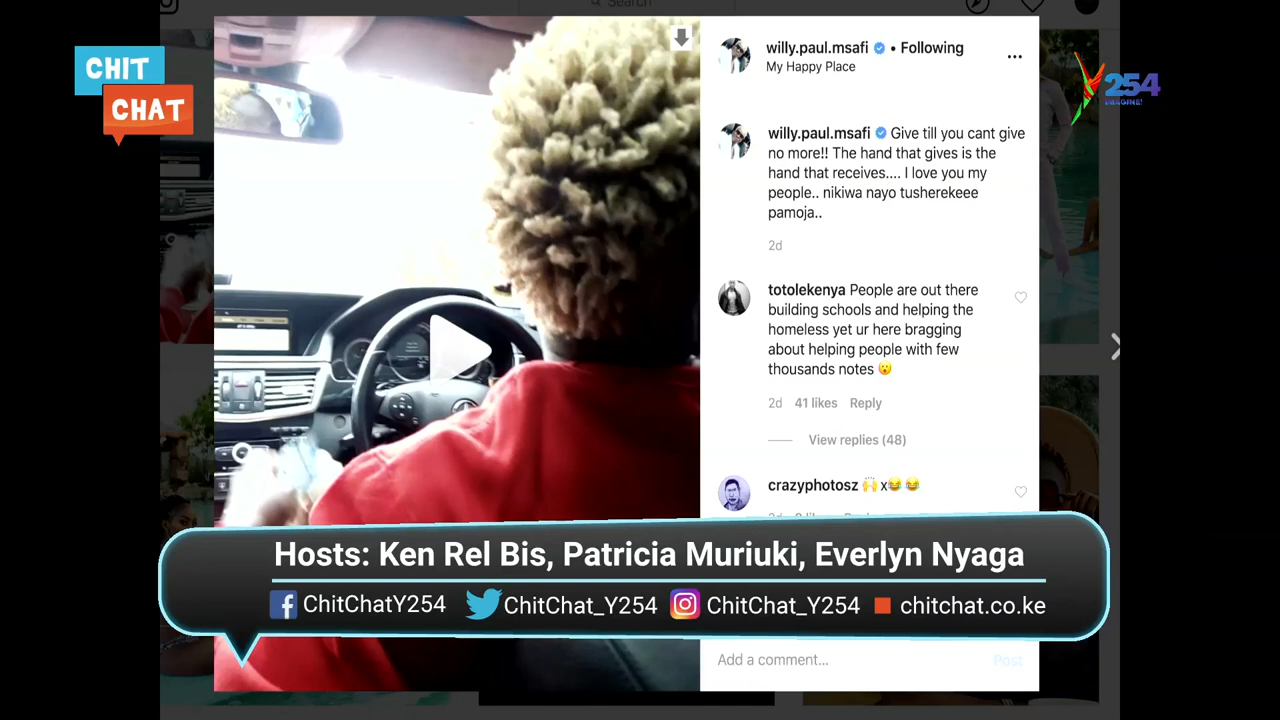 Search
CHIT
CHAT
254
IMAGINE!
willy.paul.msafi • Following
My Happy Place
willy.paul.msafi Give till you cant give
no more!! The hand that gives is the
hand that receives.... I love you my
people.. nikiwa nayo tusherekeee
pamoja..
2d
totolekenya People are out there
building schools and helping the
homeless yet ur here bragging
about helping people with few
thousands notes 😮
2d 41 likes Reply
View replies (48)
crazyphotosz 🙌 x😂 😂
Hosts: Ken Rel Bis, Patricia Muriuki, Everlyn Nyaga
ChitChatY254 ChitChat_Y254 ChitChat_Y254 chitchat.co.ke
Add a comment...
Post